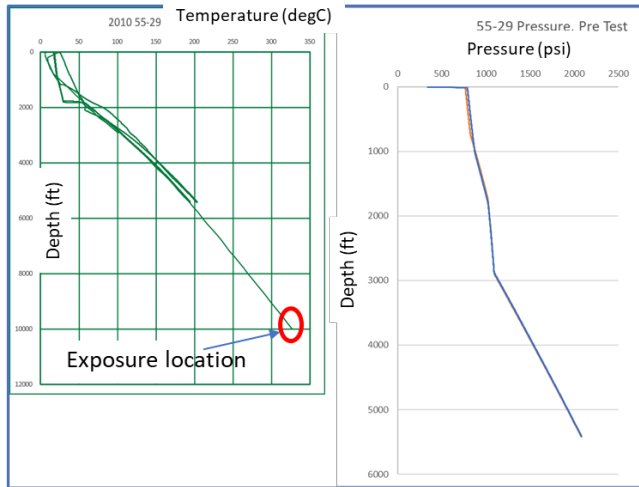 2010 55-29
Temperature (degC)
0 50 100 150 200 250 300 350
0
2000
4000
6000
8000
10000
12000
Depth (ft)
Exposure location
55-29 Pressure. Pre Test
Pressure (psi)
0 500 1000 1500 2000 2500
0
1000
2000
3000
4000
5000
6000
Depth (ft)